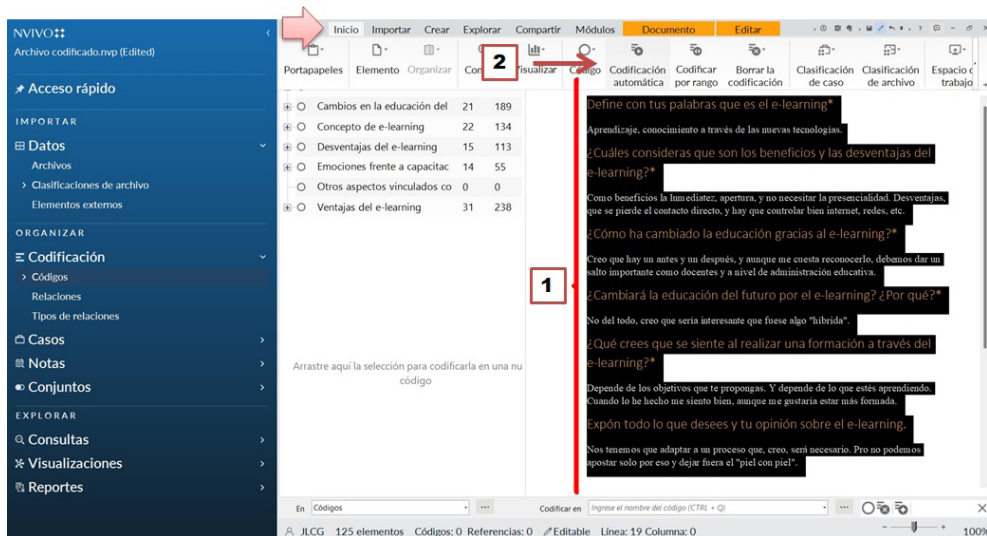 NVIVO
Archivo codificado.nvp (Edited)
Acceso rápido
IMPORTAR
Datos
Archivos
Clasificaciones de archivo
Elementos externos
ORGANIZAR
Codificación
Códigos
Relaciones
Tipos de relaciones
Casos
Notas
Conjuntos
EXPLORAR
Consultas
Visualizaciones
Reportes
Inicio Importar Crear Explorar Compartir Módulos Documento Editar
Portapapeles Elemento Organizar Código Codificación automática Codificar por rango Borrar la codificación Clasificación de caso Clasificación de archivo Espacio trabajo
2
Cambios en la educación del 21 189
Concepto de e-learning 22 134
Desventajas del e-learning 15 113
Emociones frente a capacitac 14 55
Otros aspectos vinculados co 0 0
Ventajas del e-learning 31 238
Arrastre aquí la selección para codificarla en una nu
código
1
Define con tus palabras que es el e-learning*
Aprendizaje, conocimiento a través de las nuevas tecnologías.
¿Cuáles consideras que son los beneficios y las desventajas del
e-learning?*
Como beneficios la Inmediatez, apertura, y no necesitar la presencialidad. Desventajas,
que se pierde el contacto directo, y hay que controlar bien internet, redes, etc.
¿Cómo ha cambiado la educación gracias al e-learning?*
Creo que hay un antes y un después, y aunque me cuesta reconocerlo, debemos dar un
salto importante como docentes y a nivel de administración educativa.
¿Cambiará la educación del futuro por el e-learning? ¿Por qué?*
No del todo, creo que sería interesante que fuese algo "híbrida".
¿Qué crees que se siente al realizar una formación a través del
e-learning?*
Depende de los objetivos que te propongas. Y depende de lo que estés aprendiendo.
Cuando lo he hecho me siento bien, aunque me gustaría estar más formada.
Expón todo lo que desees y tu opinión sobre el e-learning.
Nos tenemos que adaptar a un proceso que, creo, será necesario. Pro no podemos
apostar solo por eso y dejar fuera el "piel con piel".
En Códigos Codificar en Ingrese el nombre del código (CTRL + Q)
JLCG 125 elementos Códigos: 0 Referencias: 0 Editable Línea: 19 Columna: 0 100%